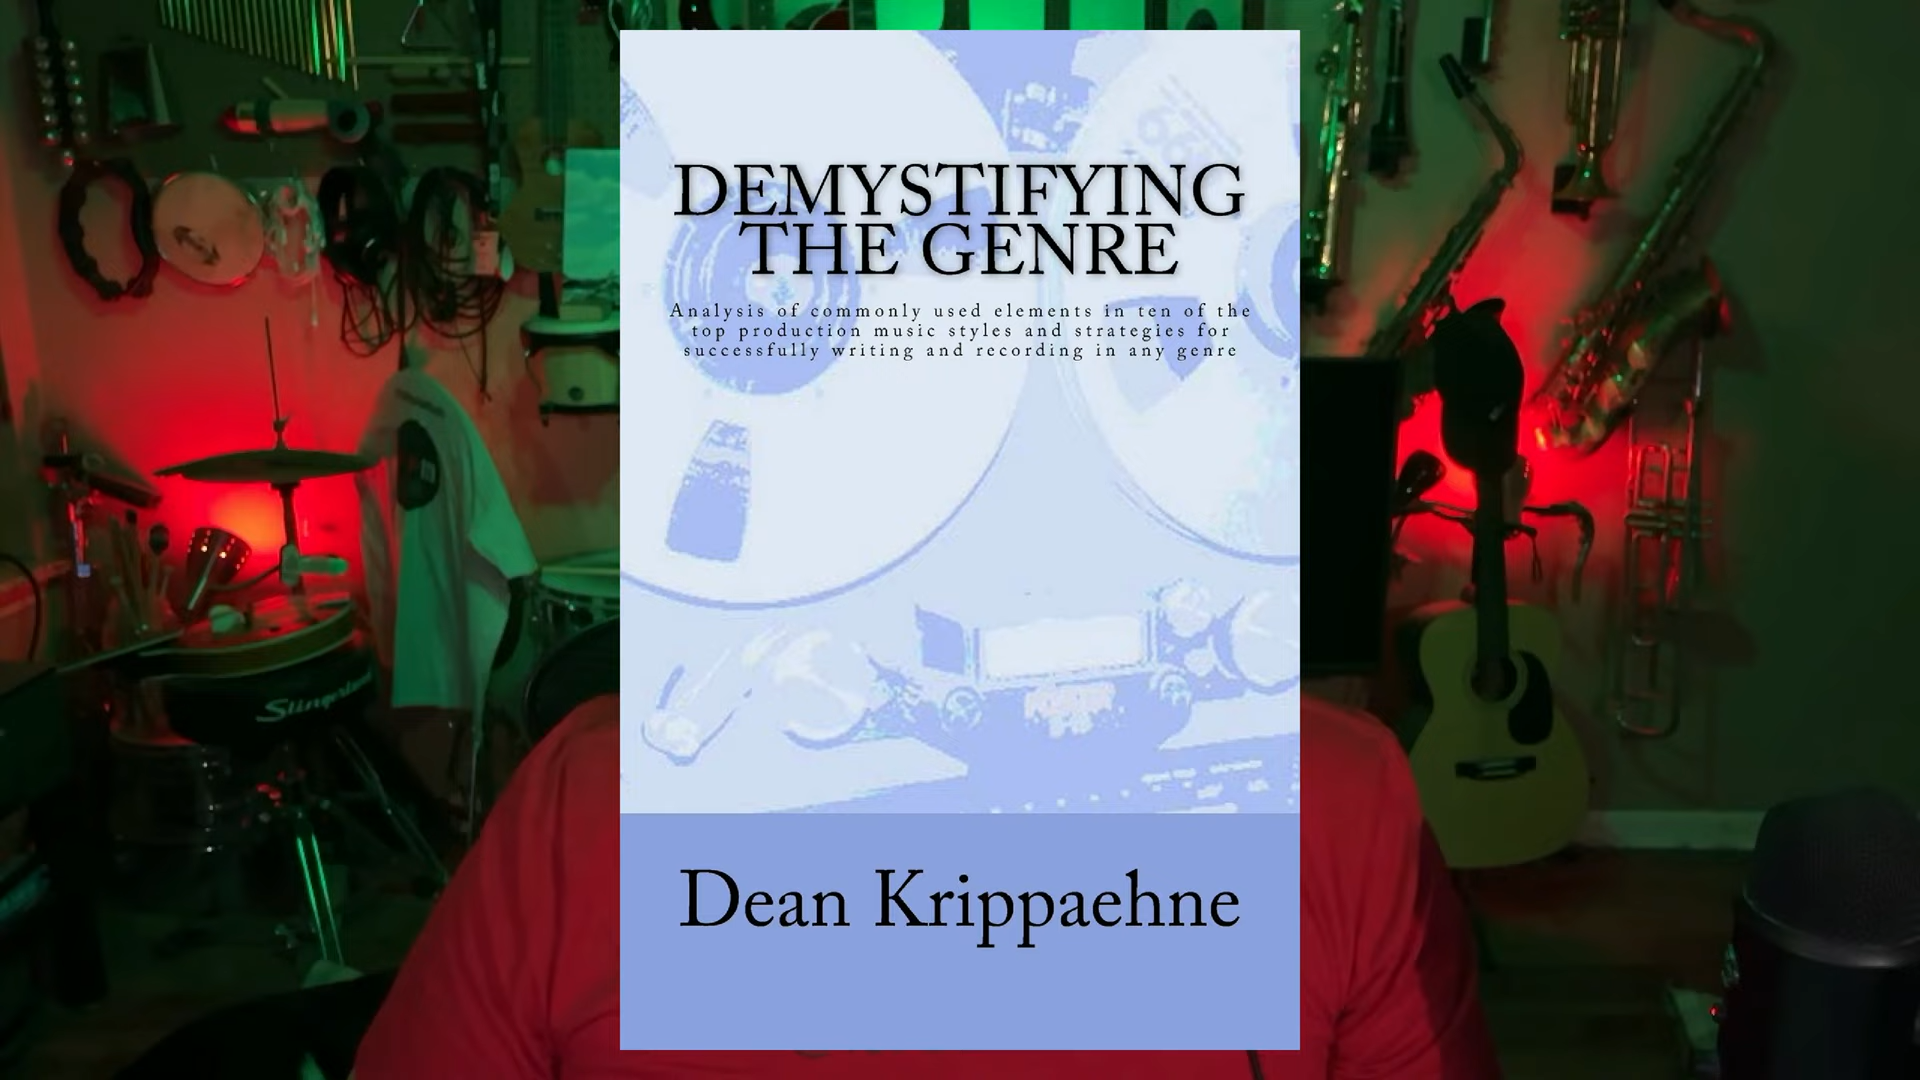 DEMYSTIFYING
THE GENRE
Analysis of commonly used elements in ten of the
top production music styles and strategies for
successfully writing and recording in any genre
Dean Krippaehne
Slingerland